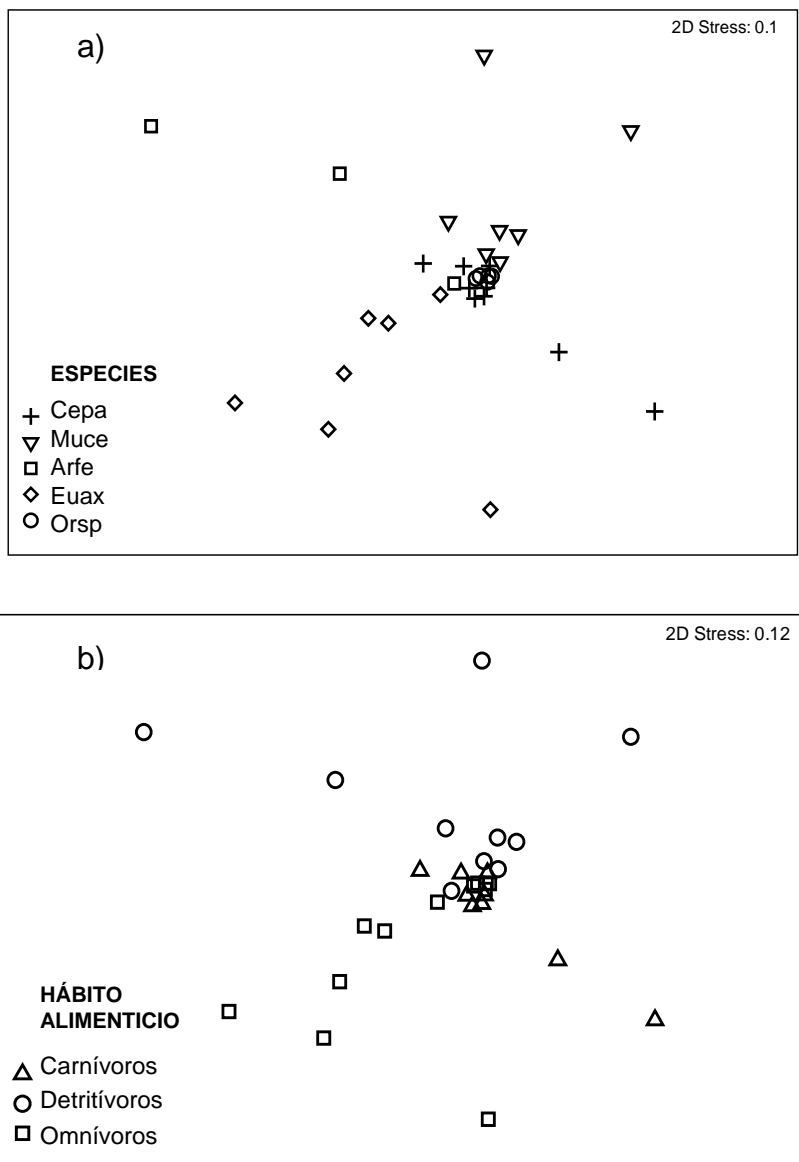 a)
2D Stress: 0.1
ESPECIES
Cepa
Muce
Arfe
Euax
Orsp
b)
2D Stress: 0.12
HÁBITO
ALIMENTICIO
Carnívoros
Detritívoros
Omnívoros